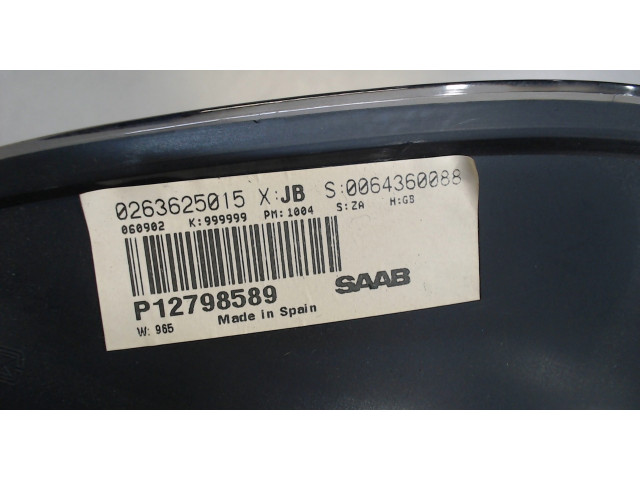 0263625015 X:JB S:0064360088
060902 K:999999 PM:1004 S:ZA H:GB
P12798589 SAAB
W: 965 Made in Spain